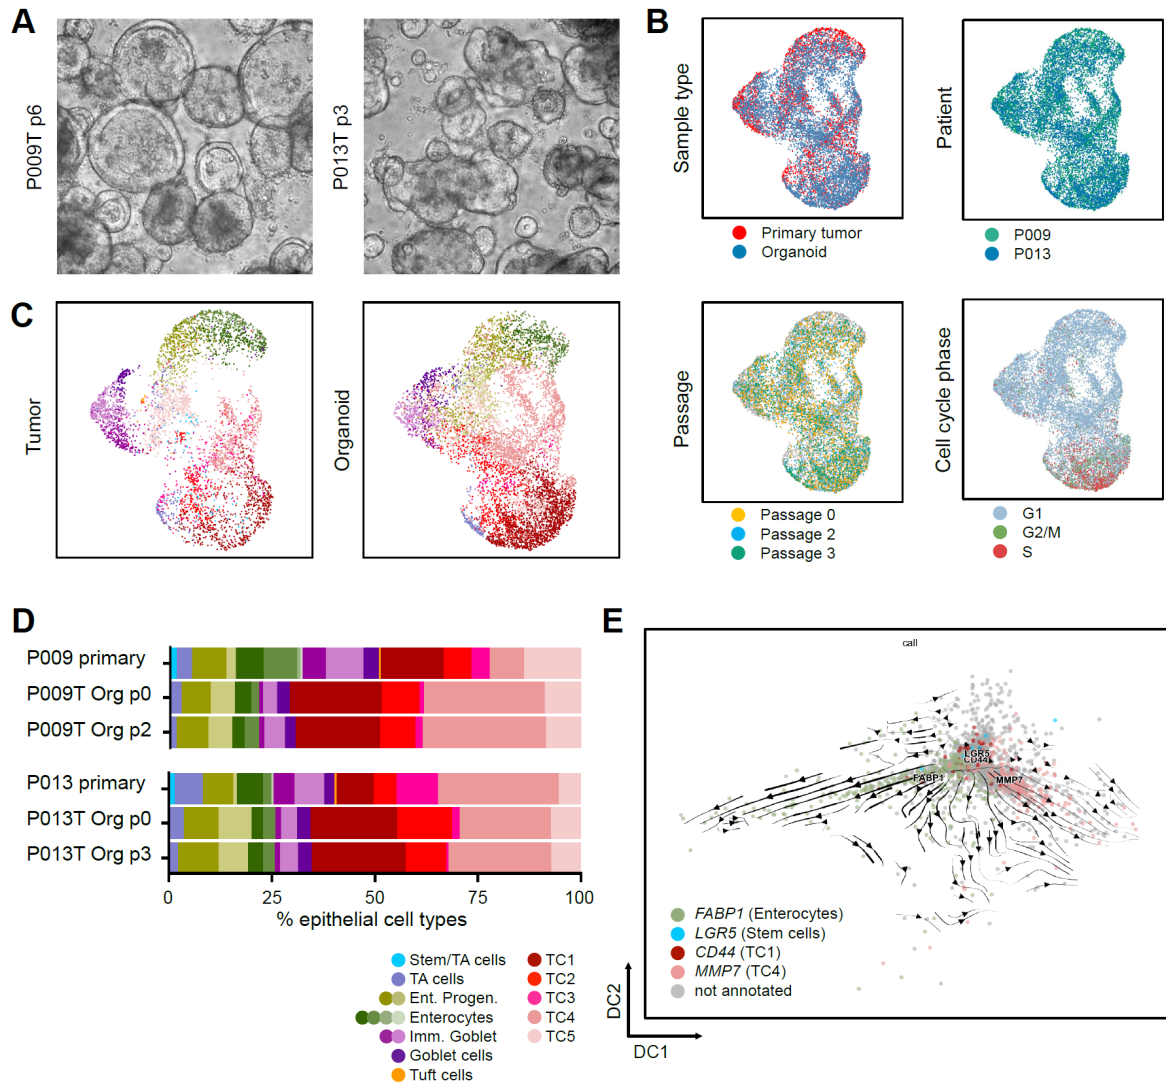 A
P009T p6
P013T p3
B
Sample type
Primary tumor
Organoid
Patient
P009
P013
C
Tumor
Organoid
Passage
Passage 0
Passage 2
Passage 3
Cell cycle phase
G1
G2/M
S
D
P009 primary
P009T Org p0
P009T Org p2
P013 primary
P013T Org p0
P013T Org p3
0 25 50 75 100
% epithelial cell types
Stem/TA cells
TA cells
Ent. Progen.
Enterocytes
Imm. Goblet
Goblet cells
Tuft cells
TC1
TC2
TC3
TC4
TC5
E
call
LGR5
CD44
FABP1
MMP7
FABP1 (Enterocytes)
LGR5 (Stem cells)
CD44 (TC1)
MMP7 (TC4)
not annotated
DC2
DC1